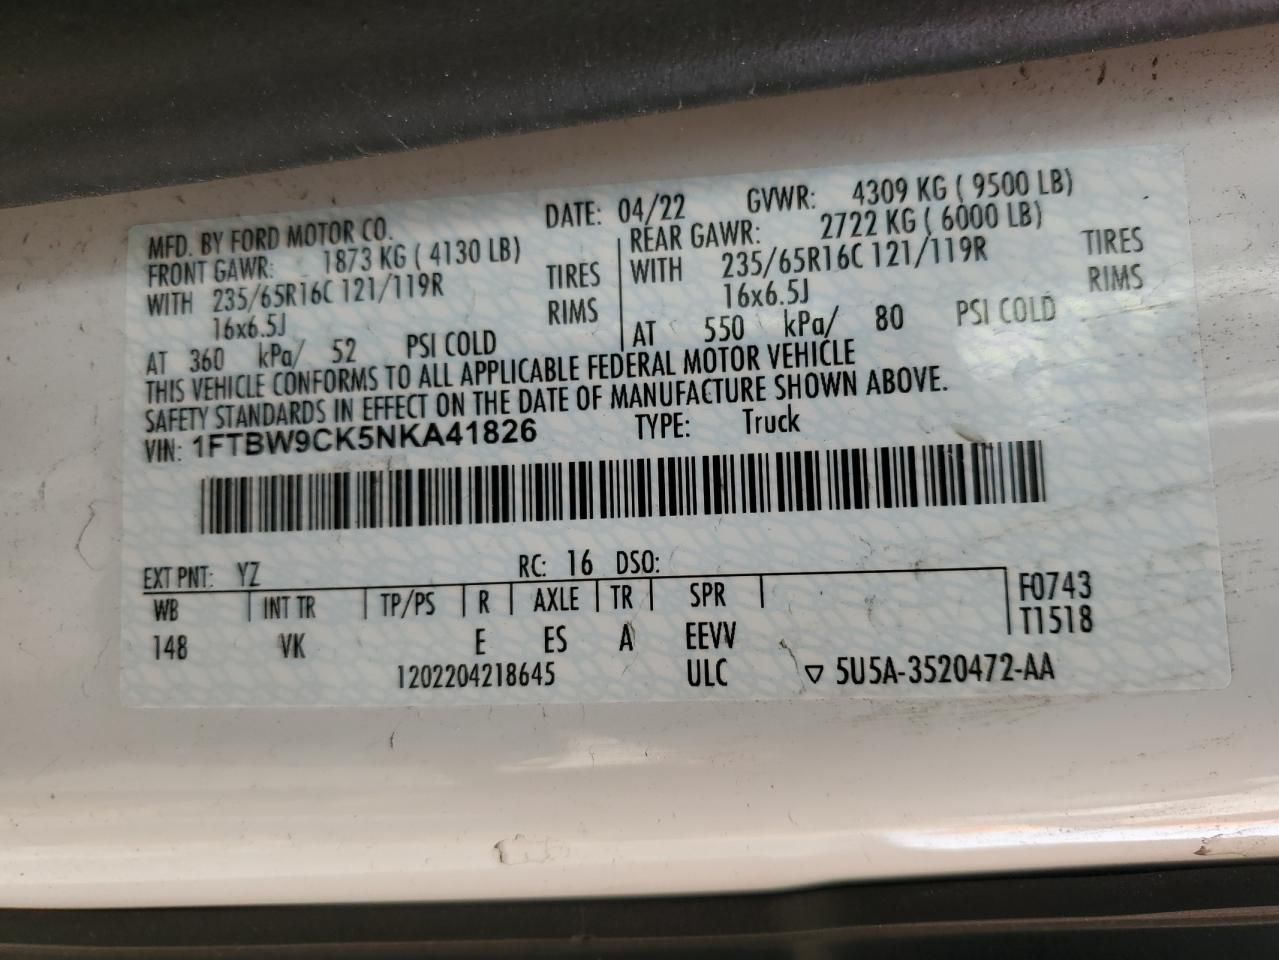 MFD. BY FORD MOTOR CO. DATE: 04/22 GVWR: 4309 KG ( 9500 LB)
FRONT GAWR: 1873 KG ( 4130 LB) REAR GAWR: 2722 KG ( 6000 LB)
WITH 235/65R16C 121/119R TIRES WITH 235/65R16C 121/119R TIRES
16x6.5J RIMS 16x6.5J RIMS
AT 360 kPa/ 52 PSI COLD AT 550 kPa/ 80 PSI COLD
THIS VEHICLE CONFORMS TO ALL APPLICABLE FEDERAL MOTOR VEHICLE
SAFETY STANDARDS IN EFFECT ON THE DATE OF MANUFACTURE SHOWN ABOVE.
VIN: 1FTBW9CK5NKA41826 TYPE: Truck
EXT PNT: YZ RC: 16 DSO:
WB INT TR TP/PS R AXLE TR SPR F0743
148 VK E ES A EEVV T1518
1202204218645 ULC ▽ 5U5A-3520472-AA